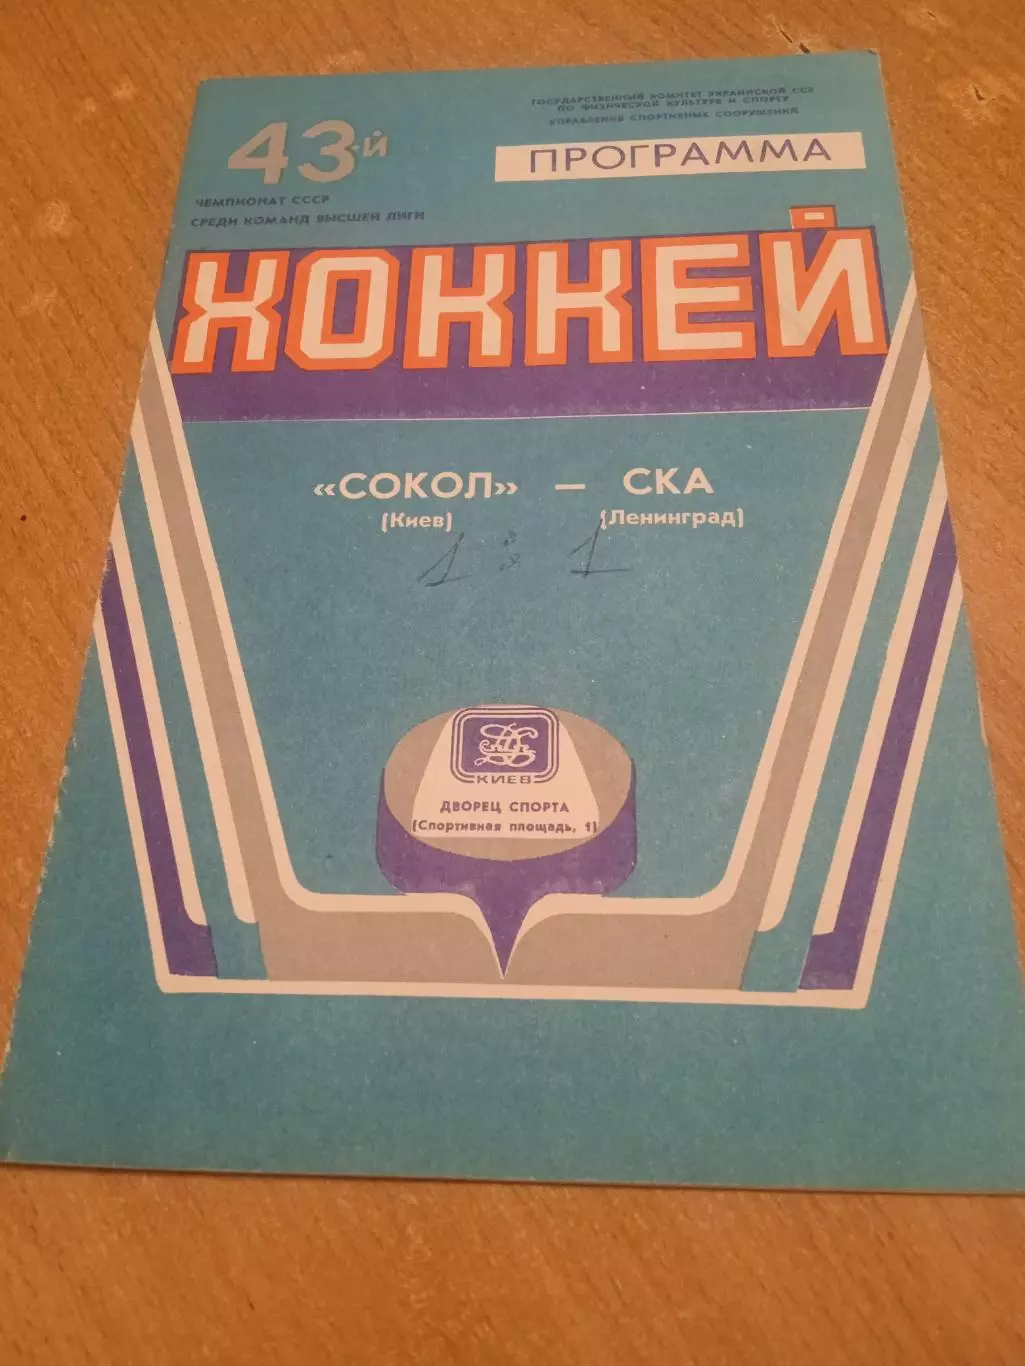 ГОСУДАРСТВЕННЫЙ КОМИТЕТ УКРАИНСКОЙ ССР
ПО ФИЗИЧЕСКОЙ КУЛЬТУРЕ И СПОРТУ
УПРАВЛЕНИЕ СПОРТИВНЫХ СООРУЖЕНИЙ
43-й
ПРОГРАММА
ЧЕМПИОНАТ СССР
СРЕДИ КОМАНД ВЫСШЕЙ ЛИГИ
ХОККЕЙ
«СОКОЛ» — СКА
(Киев) (Ленинград)
1 : 1
КИЕВ
ДВОРЕЦ СПОРТА
(Спортивная площадь, 1)